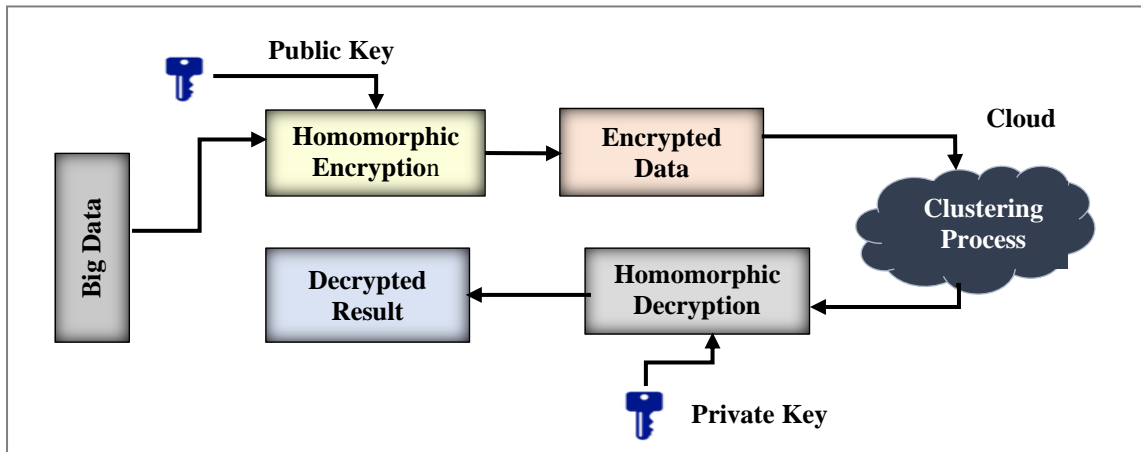 Public Key
Homomorphic
Encryption
Encrypted
Data
Cloud
Clustering
Process
Big Data
Decrypted
Result
Homomorphic
Decryption
Private Key